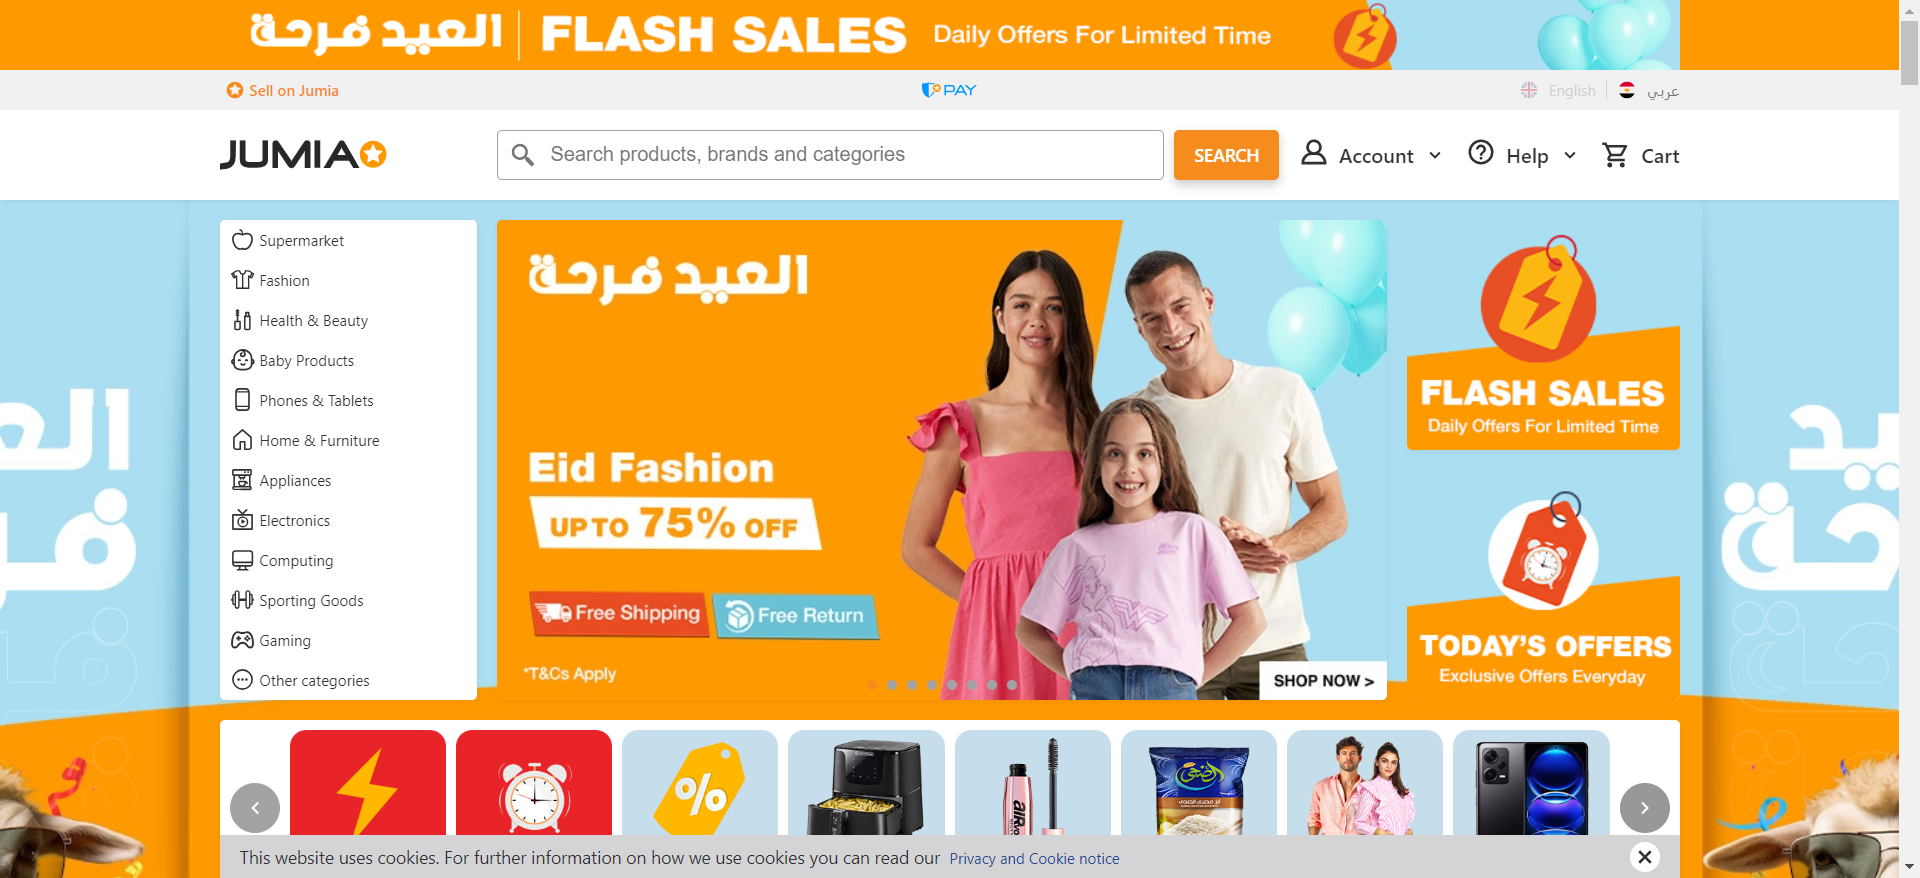 العيد فرحة
FLASH SALES
Daily Offers For Limited Time
Sell on Jumia
PAY
English
عربي
JUMIA
Search products, brands and categories
SEARCH
Account
Help
Cart
Supermarket
Fashion
Health & Beauty
Baby Products
Phones & Tablets
Home & Furniture
Appliances
Electronics
Computing
Sporting Goods
Gaming
Other categories
العيد فرحة
Eid Fashion
UP TO 75% OFF
Free Shipping
Free Return
*T&Cs Apply
SHOP NOW >
FLASH SALES
Daily Offers For Limited Time
TODAY'S OFFERS
Exclusive Offers Everyday
%
الضحى
This website uses cookies. For further information on how we use cookies you can read our Privacy and Cookie notice